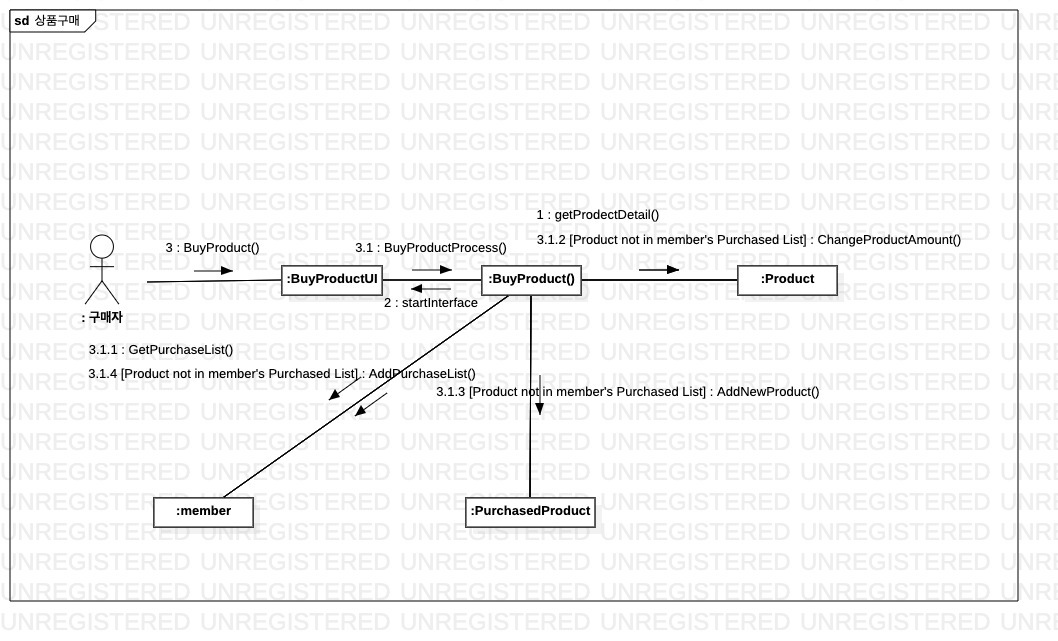 sd 상품구매
1 : getProdectDetail()
3 : BuyProduct()
3.1 : BuyProductProcess()
3.1.2 [Product not in member's Purchased List] : ChangeProductAmount()
:BuyProductUI
:BuyProduct()
:Product
2 : startInterface
: 구매자
3.1.1 : GetPurchaseList()
3.1.4 [Product not in member's Purchased List] : AddPurchaseList()
3.1.3 [Product not in member's Purchased List] : AddNewProduct()
:member
:PurchasedProduct
UNREGISTERED